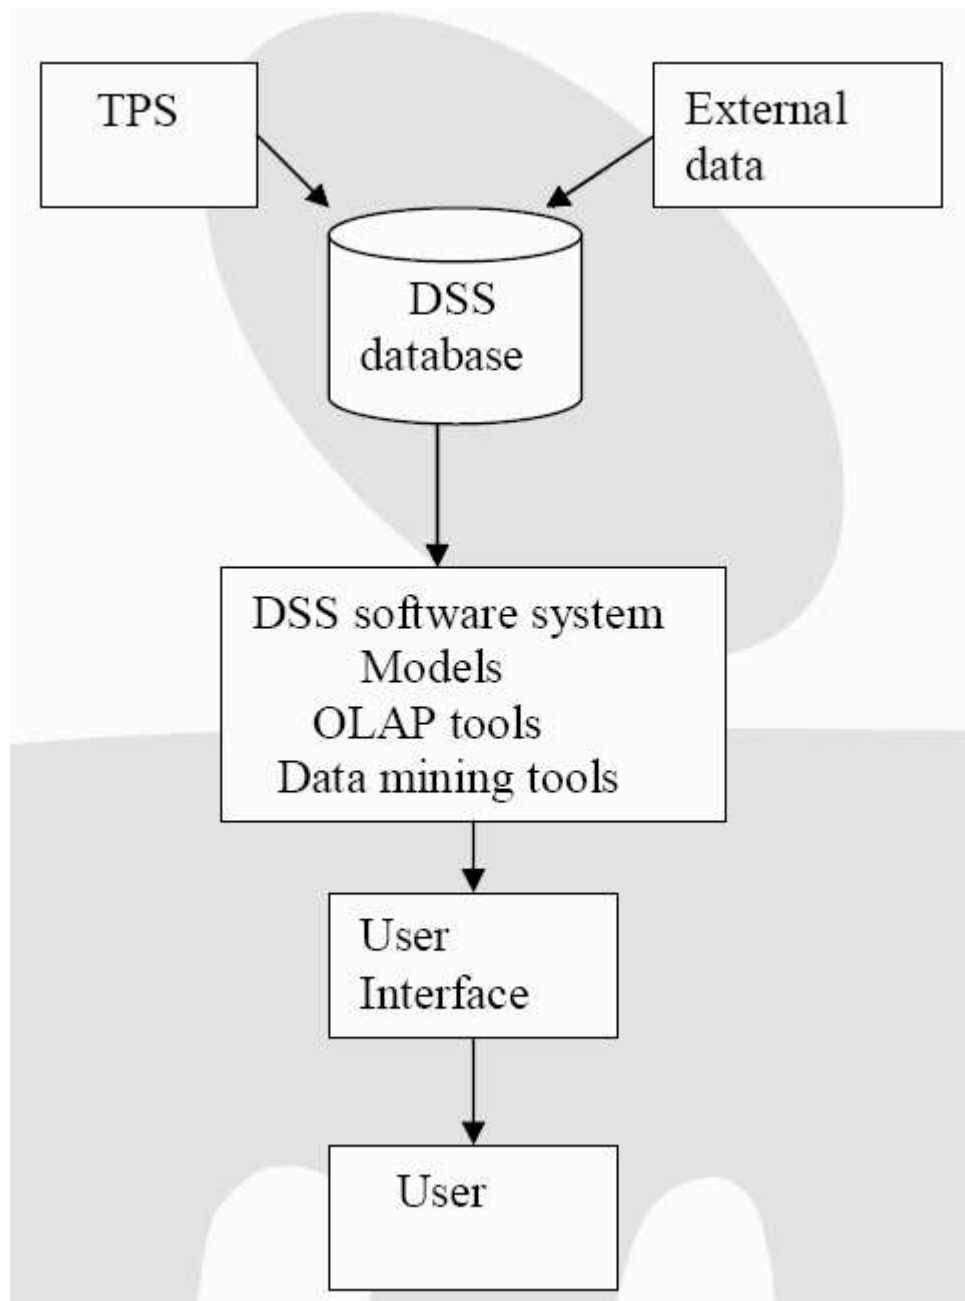 TPS
External
data
DSS
database
DSS software system
Models
OLAP tools
Data mining tools
User
Interface
User